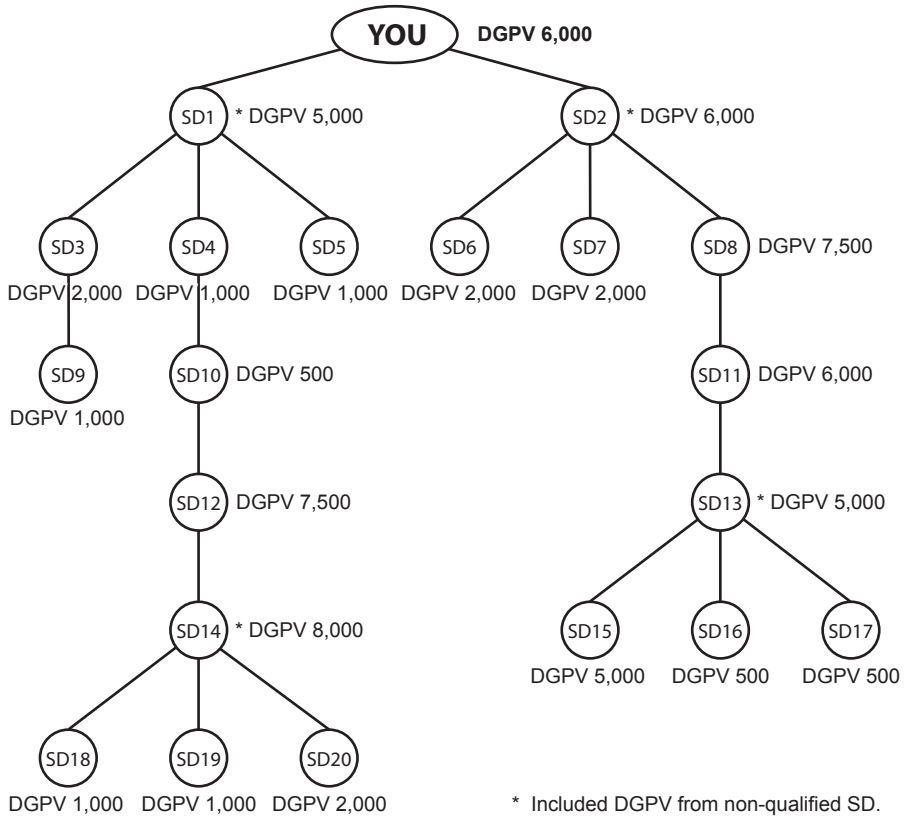 YOU DGPV 6,000
SD1 * DGPV 5,000 SD2 * DGPV 6,000
SD3 SD4 SD5 SD6 SD7 SD8 DGPV 7,500
DGPV 2,000 DGPV 1,000 DGPV 1,000 DGPV 2,000 DGPV 2,000
SD9 SD10 DGPV 500 SD11 DGPV 6,000
DGPV 1,000
SD12 DGPV 7,500 SD13 * DGPV 5,000
SD14 * DGPV 8,000 SD15 SD16 SD17
DGPV 5,000 DGPV 500 DGPV 500
SD18 SD19 SD20
DGPV 1,000 DGPV 1,000 DGPV 2,000 * Included DGPV from non-qualified SD.